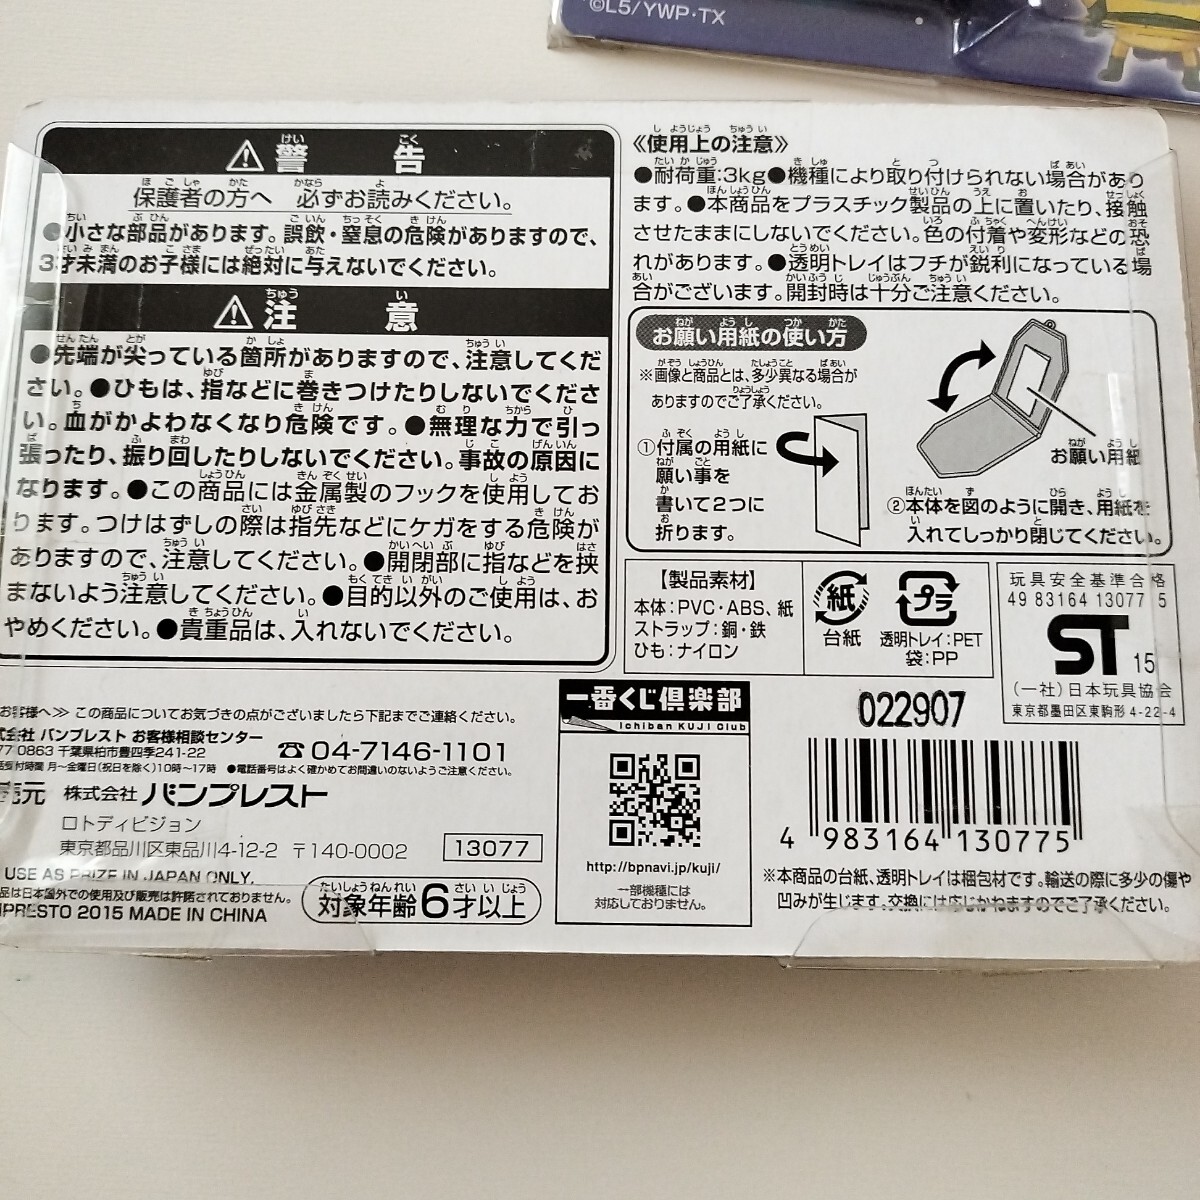 ©L5/YWP・TX
⚠警告
保護者の方へ 必ずお読みください。
●小さな部品があります。誤飲・窒息の危険がありますので、
3才未満のお子様には絶対に与えないでください。
⚠注意
●先端が尖っている箇所がありますので、注意してくだ
さい。●ひもは、指などに巻きつけたりしないでくださ
い。血がかよわなくなり危険です。●無理な力で引っ
張ったり、振り回したりしないでください。事故の原因に
なります。●この商品には金属製のフックを使用してお
ります。つけはずしの際は指先などにケガをする危険が
ありますので、注意してください。●開閉部に指などを挟
まないよう注意してください。●目的以外のご使用は、お
やめください。●貴重品は、入れないでください。
《使用上の注意》
●耐荷重:3kg●機種により取り付けられない場合があり
ます。●本商品をプラスチック製品の上に置いたり、接触
させたままにしないでください。色の付着や変形などの恐
れがあります。●透明トレイはフチが鋭利になっている場
合がございます。開封時は十分ご注意ください。
お願い用紙の使い方
※画像と商品とは、多少異なる場合が
ありますのでご了承ください。
①付属の用紙に
願い事を
書いて2つに
折ります。
お願い用紙
②本体を図のように開き、用紙を
入れてしっかり閉じてください。
【製品素材】
本体:PVC・ABS、紙
ストラップ:銅・鉄
ひも:ナイロン
紙
台紙
プラ
透明トレイ:PET
袋:PP
玩具安全基準合格
49 83164 13077 5
ST 15
(一社)日本玩具協会
東京都墨田区東駒形4-22-4
お客様へ≫ この商品についてお気づきの点がございましたら下記までご連絡ください。
式会社 バンプレスト お客様相談センター
77-0863 千葉県柏市豊四季241-22
☎04-7146-1101
受付時間 月〜金曜日(祝日を除く)10時〜17時 ●電話番号はよく確かめてお間違いのないようご注意ください。
売元 株式会社バンプレスト
ロトディビジョン
東京都品川区東品川4-12-2 〒140-0002
13077
USE AS PRIZE IN JAPAN ONLY.
品は日本国外での使用及び販売は許諾されておりません。
NPRESTO 2015 MADE IN CHINA
対象年齢6才以上
一番くじ倶楽部
Ichiban KUJI Club
http://bpnavi.jp/kuji/
一部機種には
対応しておりません。
022907
4 983164 130775
※本商品の台紙、透明トレイは梱包材です。輸送の際に多少の傷や
凹みが生じます。交換には応じかねますのでご了承ください。